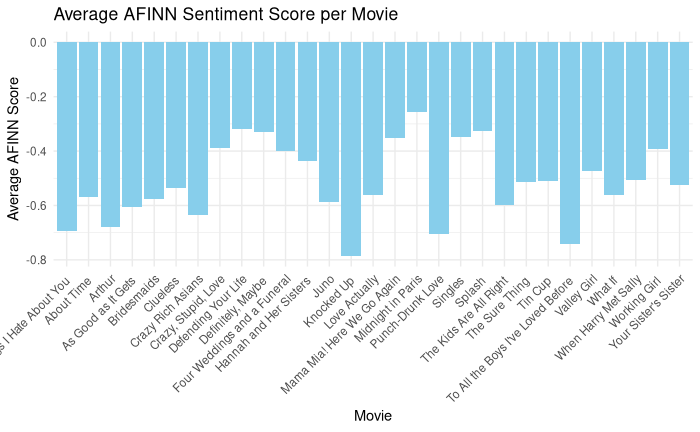 Average AFINN Sentiment Score per Movie
Average AFINN Score
0.0
-0.2
-0.4
-0.6
-0.8
I Hate About You
About Time
Arthur
As Good as It Gets
Bridesmaids
Clueless
Crazy Rich Asians
Crazy, Stupid, Love
Defending Your Life
Definitely, Maybe
Four Weddings and a Funeral
Hannah and Her Sisters
Juno
Knocked Up
Love Actually
Mama Mia! Here We Go Again
Midnight in Paris
Punch-Drunk Love
Singles
Splash
The Kids Are All Right
The Sure Thing
Tin Cup
To All the Boys I've Loved Before
Valley Girl
What If
When Harry Met Sally
Working Girl
Your Sister's Sister
Movie